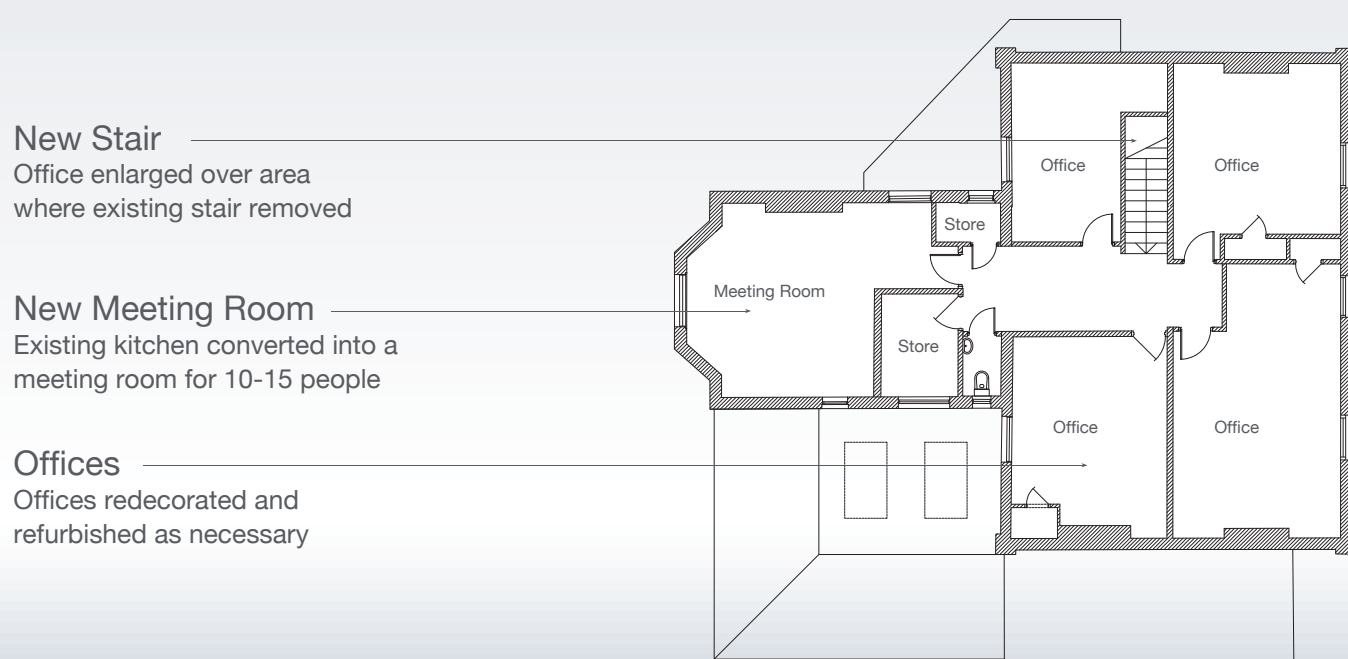 New Stair
Office enlarged over area
where existing stair removed
New Meeting Room
Existing kitchen converted into a
meeting room for 10-15 people
Offices
Offices redecorated and
refurbished as necessary
Office
Office
Store
Meeting Room
Store
Office
Office